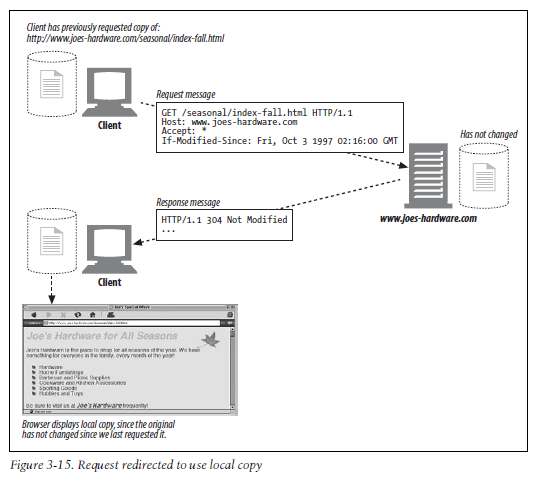 Client has previously requested copy of:
http://www.joes-hardware.com/seasonal/index-fall.html
Request message
GET /seasonal/index-fall.html HTTP/1.1
Host: www.joes-hardware.com
Accept: *
If-Modified-Since: Fri, Oct 3 1997 02:16:00 GMT
Client
Has not changed
www.joes-hardware.com
Response message
HTTP/1.1 304 Not Modified
...
Client
Joe's Special Offers
Joe's Hardware for All Seasons
Joe's Hardware is the place to shop for all seasons of the year. We have
something for everyone in the family, every month of the year!
Hardware
Home Furnishings
Barbecue and Picnic Supplies
Cookware and Kitchen Accessories
Sporting Goods
Hobbies and Toys
Be sure to visit us at Joe's Hardware frequently!
Browser displays local copy, since the original
has not changed since we last requested it.
Figure 3-15. Request redirected to use local copy